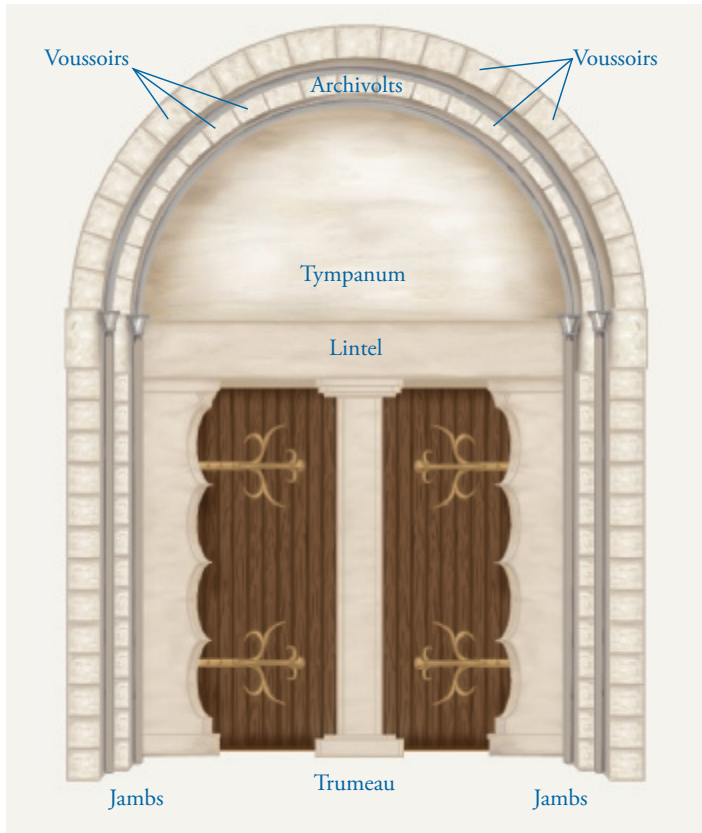 Voussoirs
Voussoirs
Archivolts
Tympanum
Lintel
Trumeau
Jambs
Jambs